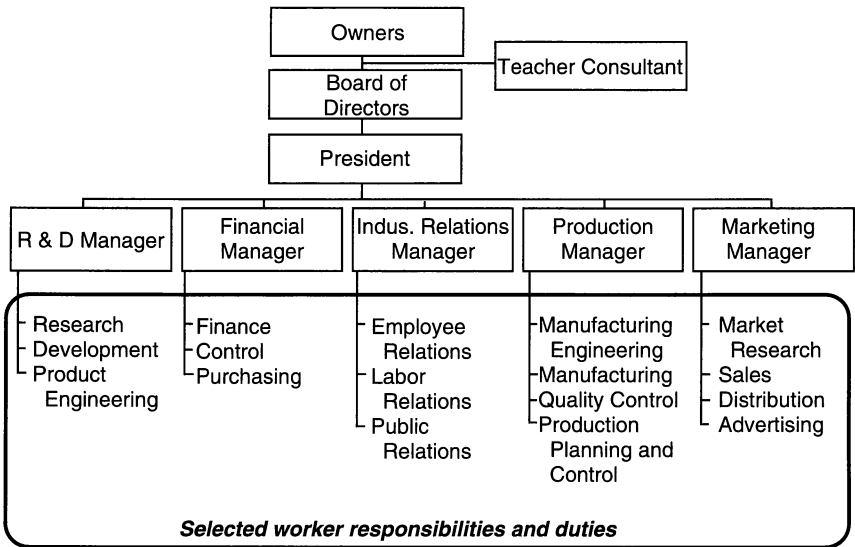 Owners
Teacher Consultant
Board of
Directors
President
R & D Manager
Financial
Manager
Indus. Relations
Manager
Production
Manager
Marketing
Manager
Research
Development
Product
Engineering
Finance
Control
Purchasing
Employee
Relations
Labor
Relations
Public
Relations
Manufacturing
Engineering
Manufacturing
Quality Control
Production
Planning and
Control
Market
Research
Sales
Distribution
Advertising
Selected worker responsibilities and duties